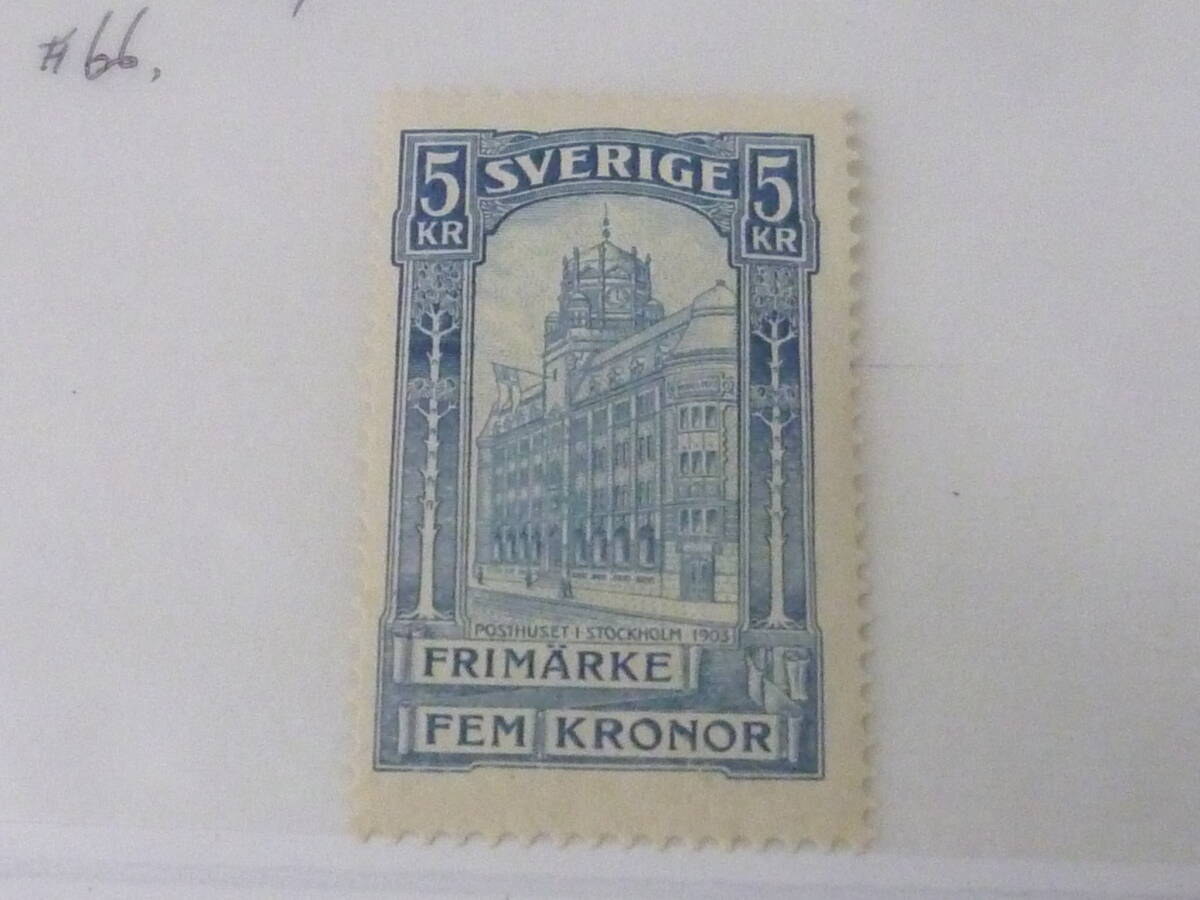 #66.
5 SVERIGE 5
KR KR
POSTHUSET I STOCKHOLM 1903
FRIMÄRKE
FEM KRONOR